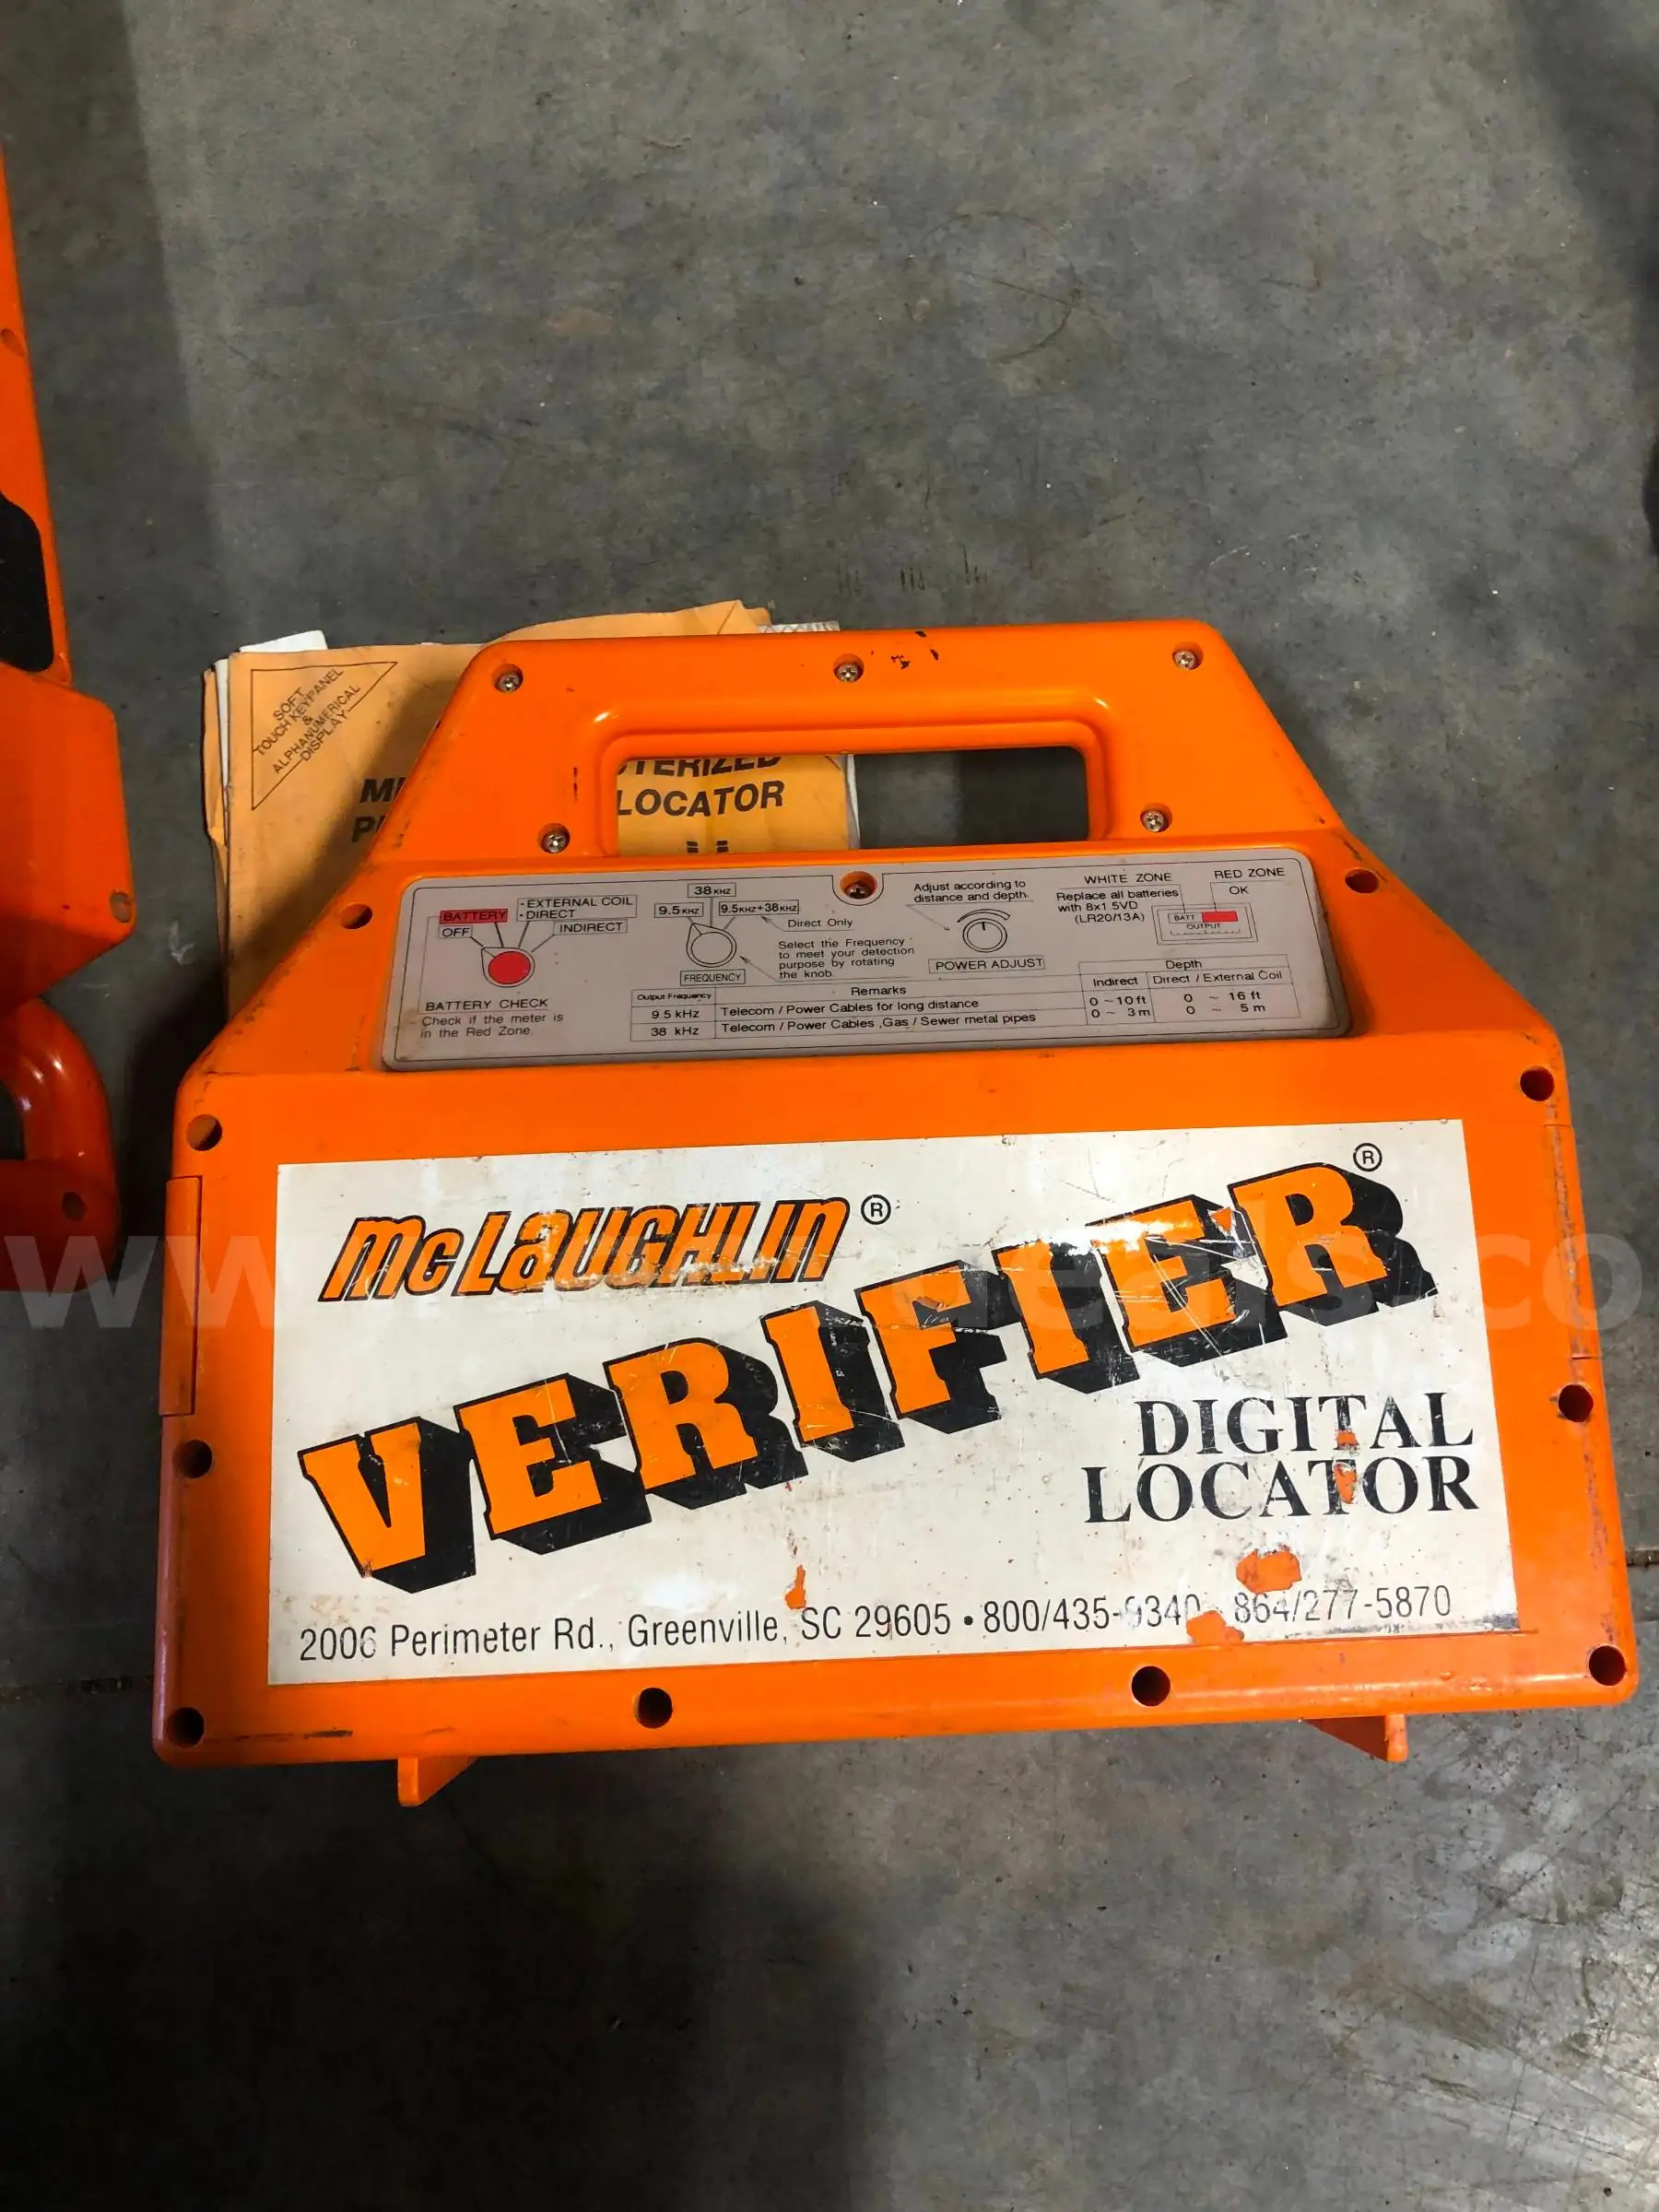 SOFT
TOUCH KEYPANEL
&
ALPHANUMERICAL
DISPLAY
LOCATOR
BATTERY
OFF
- EXTERNAL COIL
- DIRECT
INDIRECT
BATTERY CHECK
Check if the meter is
in the Red Zone.
38 KHZ
9.5 KHZ
9.5KHZ+38KHZ
Direct Only
Select the Frequency
to meet your detection
purpose by rotating
the knob.
FREQUENCY
Adjust according to
distance and depth.
POWER ADJUST
WHITE ZONE
Replace all batteries
with 8x1.5VD
(LR20/13A)
RED ZONE
OK
BATT
OUTPUT
Output Frequency Remarks
9.5 kHz Telecom / Power Cables for long distance
38 kHz Telecom / Power Cables ,Gas / Sewer metal pipes
Depth
Indirect Direct / External Coil
0 ~ 10 ft 0 ~ 16 ft
0 ~ 3 m 0 ~ 5 m
McLAUGHLIN®
VERIFIER®
DIGITAL
LOCATOR
2006 Perimeter Rd., Greenville, SC 29605 • 800/435-9340 864/277-5870